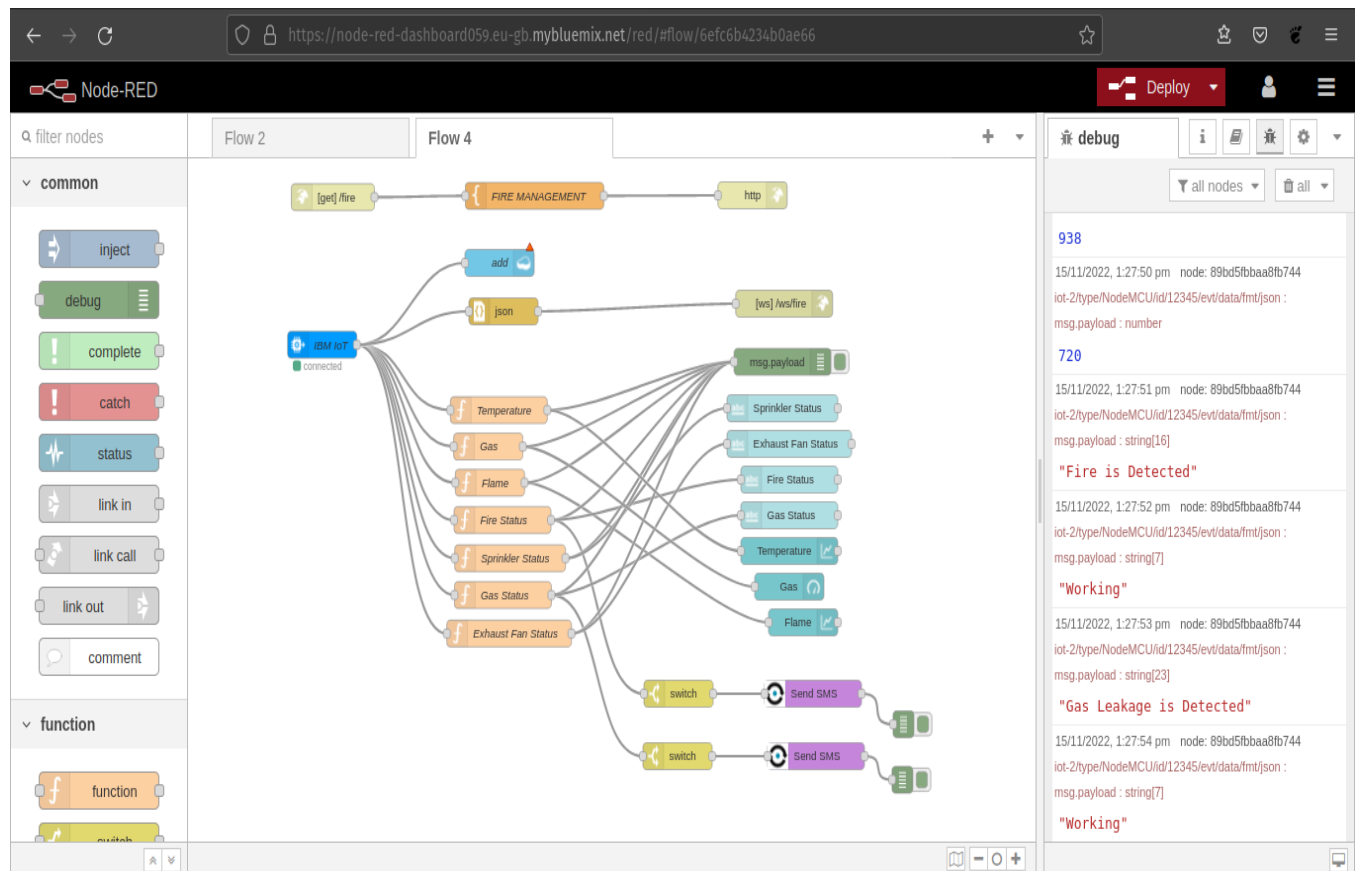 https://node-red-dashboard059.eu-gb.mybluemix.net/red/#flow/6efc6b4234b0ae66
Node-RED
Deploy
filter nodes
common
inject
debug
complete
catch
status
link in
link call
link out
comment
function
function
switch
Flow 2
Flow 4
[get] /fire
FIRE MANAGEMENT
http
add
json
[ws] /ws/fire
IBM IoT
connected
msg.payload
Temperature
Gas
Flame
Fire Status
Sprinkler Status
Gas Status
Exhaust Fan Status
Sprinkler Status
Exhaust Fan Status
Fire Status
Gas Status
Temperature
Gas
Flame
switch
Send SMS
switch
Send SMS
debug
i
all nodes
all
938
15/11/2022, 1:27:50 pm node: 89bd5fbbaa8fb744
iot-2/type/NodeMCU/id/12345/evt/data/fmt/json :
msg.payload : number
720
15/11/2022, 1:27:51 pm node: 89bd5fbbaa8fb744
iot-2/type/NodeMCU/id/12345/evt/data/fmt/json :
msg.payload : string[16]
"Fire is Detected"
15/11/2022, 1:27:52 pm node: 89bd5fbbaa8fb744
iot-2/type/NodeMCU/id/12345/evt/data/fmt/json :
msg.payload : string[7]
"Working"
15/11/2022, 1:27:53 pm node: 89bd5fbbaa8fb744
iot-2/type/NodeMCU/id/12345/evt/data/fmt/json :
msg.payload : string[23]
"Gas Leakage is Detected"
15/11/2022, 1:27:54 pm node: 89bd5fbbaa8fb744
iot-2/type/NodeMCU/id/12345/evt/data/fmt/json :
msg.payload : string[7]
"Working"